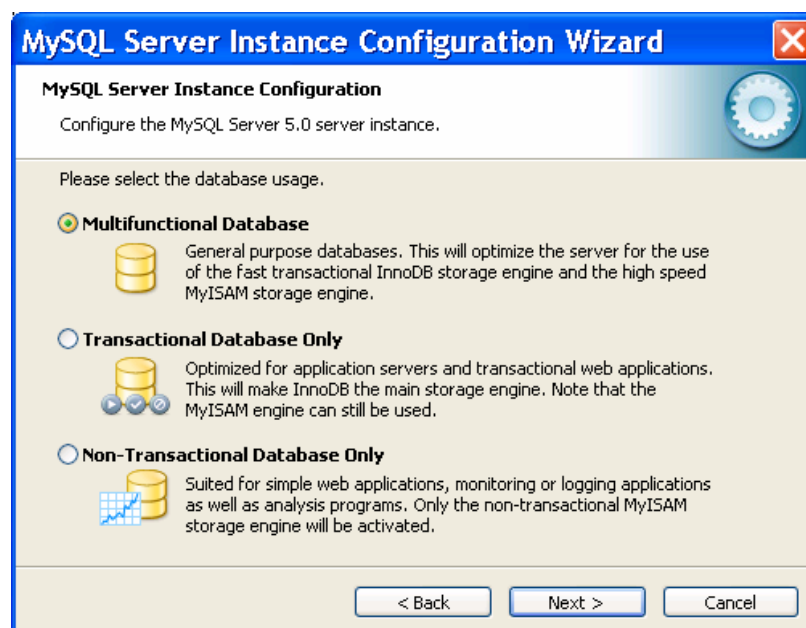 MySQL Server Instance Configuration Wizard
MySQL Server Instance Configuration
Configure the MySQL Server 5.0 server instance.
Please select the database usage.
Multifunctional Database
General purpose databases. This will optimize the server for the use
of the fast transactional InnoDB storage engine and the high speed
MyISAM storage engine.
Transactional Database Only
Optimized for application servers and transactional web applications.
This will make InnoDB the main storage engine. Note that the
MyISAM engine can still be used.
Non-Transactional Database Only
Suited for simple web applications, monitoring or logging applications
as well as analysis programs. Only the non-transactional MyISAM
storage engine will be activated.
< Back Next > Cancel